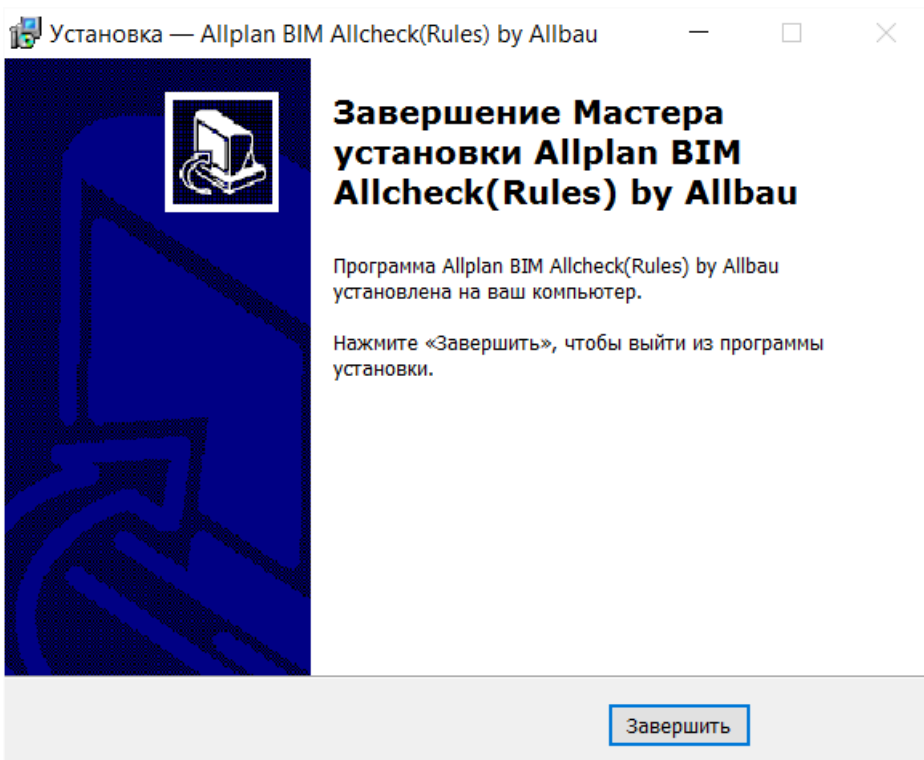 Установка — Allplan BIM Allcheck(Rules) by Allbau
Завершение Мастера
установки Allplan BIM
Allcheck(Rules) by Allbau
Программа Allplan BIM Allcheck(Rules) by Allbau
установлена на ваш компьютер.
Нажмите «Завершить», чтобы выйти из программы
установки.
Завершить